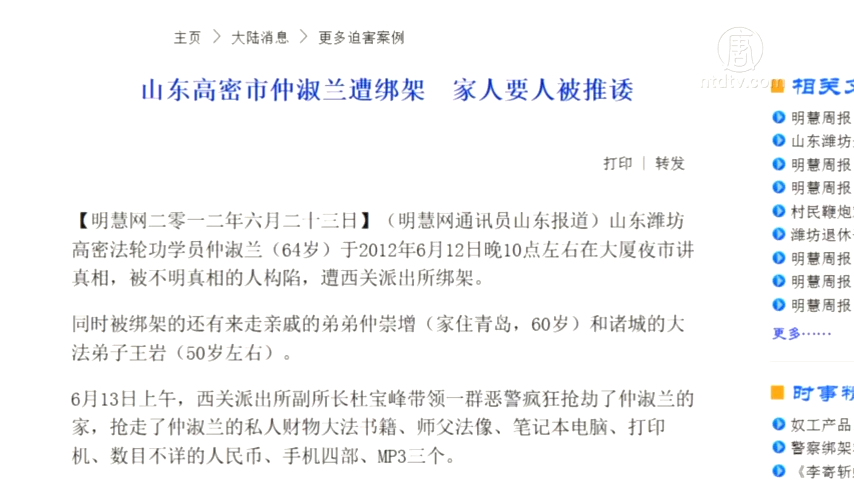 主页 > 大陆消息 > 更多迫害案例
唐
ntdtv.com
山东高密市仲淑兰遭绑架 家人要人被推诿
打印 | 转发
【明慧网二零一二年六月二十三日】（明慧网通讯员山东报道）山东潍坊
高密法轮功学员仲淑兰（64岁）于2012年6月12日晚10点左右在大厦夜市讲
真相，被不明真相的人构陷，遭西关派出所绑架。
同时被绑架的还有来走亲戚的弟弟仲崇增（家住青岛，60岁）和诸城的大
法弟子王岩（50岁左右）。
6月13日上午，西关派出所副所长杜宝峰带领一群恶警疯狂抢劫了仲淑兰的
家，抢走了仲淑兰的私人财物大法书籍、师父法像、笔记本电脑、打印
机、数目不详的人民币、手机四部、MP3三个。
相关文
明慧周报
山东潍坊
明慧周报
明慧周报
村民鞭炮
潍坊退休
明慧周报
明慧周报
明慧周报
更多……
时事精
奴工产品
警察绑架
《李寄斩